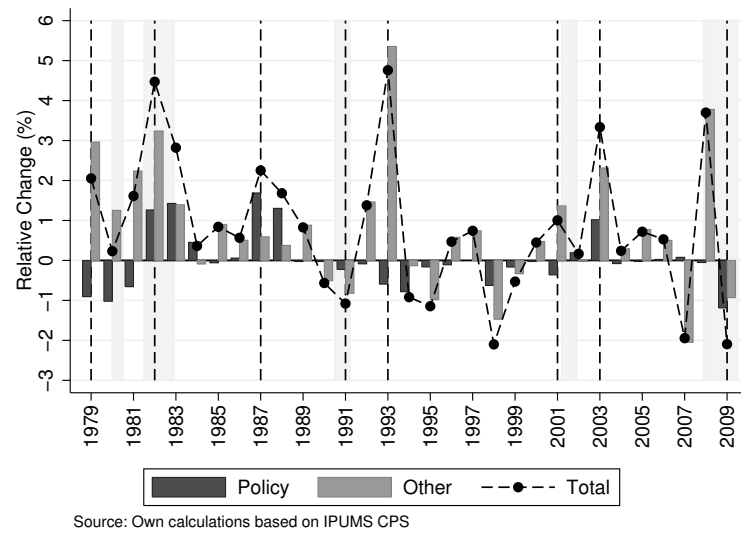 Relative Change (%)
6
5
4
3
2
1
0
−1
−2
−3
1979 1981 1983 1985 1987 1989 1991 1993 1995 1997 1999 2001 2003 2005 2007 2009
Policy Other Total
Source: Own calculations based on IPUMS CPS